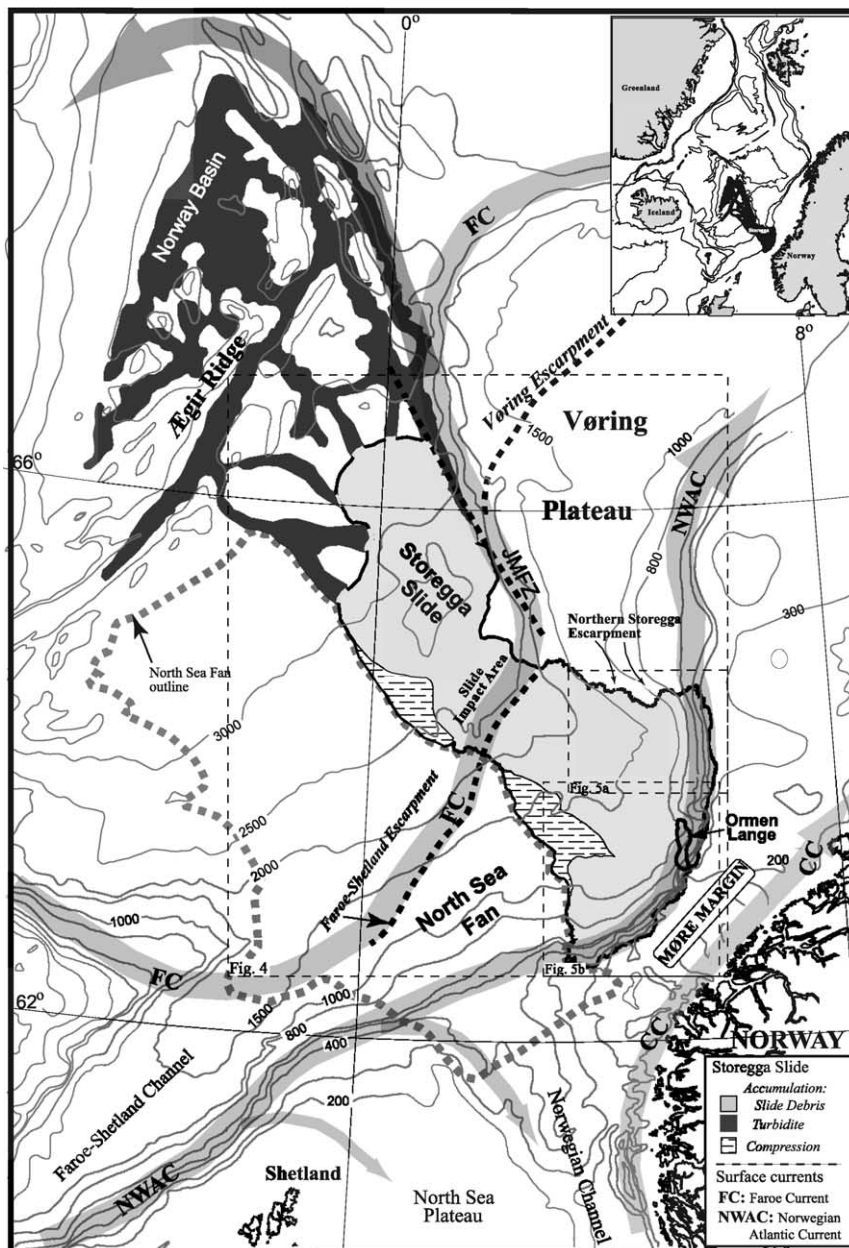 0°
Greenland
Iceland
Storegga
Norway
Norway Basin
FC
8°
Ægir Ridge
Vøring Escarpment
1500
Vøring
Plateau
1000
NWAC
66°
800
Storegga
Slide
JMFZ
Northern Storegga
Escarpment
300
North Sea Fan
outline
Slide
Impact Area
3000
Fig. 5a
Ormen
Lange
2500
200
2000
Faroe-Shetland Escarpment
FC
North Sea
Fan
MØRE MARGIN
CC
1000
FC
Fig. 4
Fig. 5b
62°
1500
1000
800
400
CC
NORWAY
200
Faroe-Shetland Channel
Norwegian
Channel
NWAC
Shetland
North Sea
Plateau
Storegga Slide
Accumulation:
Slide Debris
Turbidite
Compression
Surface currents
FC: Faroe Current
NWAC: Norwegian
Atlantic Current